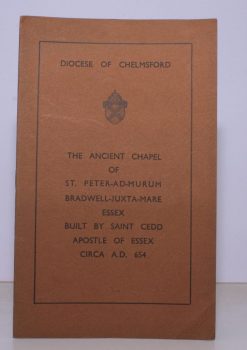 DIOCESE OF CHELMSFORD
THE ANCIENT CHAPEL
OF
ST. PETER-AD-MURUM
BRADWELL-JUXTA-MARE
ESSEX
BUILT BY SAINT CEDD
APOSTLE OF ESSEX
CIRCA A.D. 654